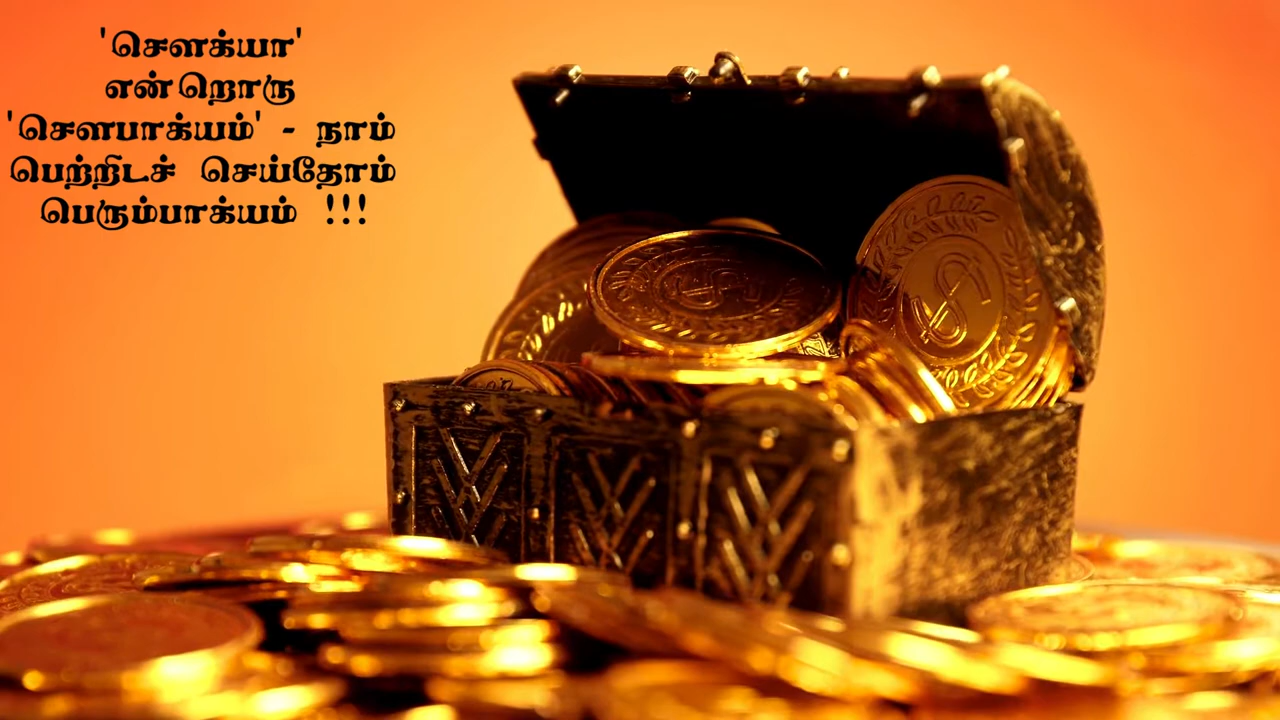 'சௌக்யா'
என்றொரு
'சௌபாக்யம்' - நாம்
பெற்றிடச் செய்தோம்
பெரும்பாக்யம் !!!